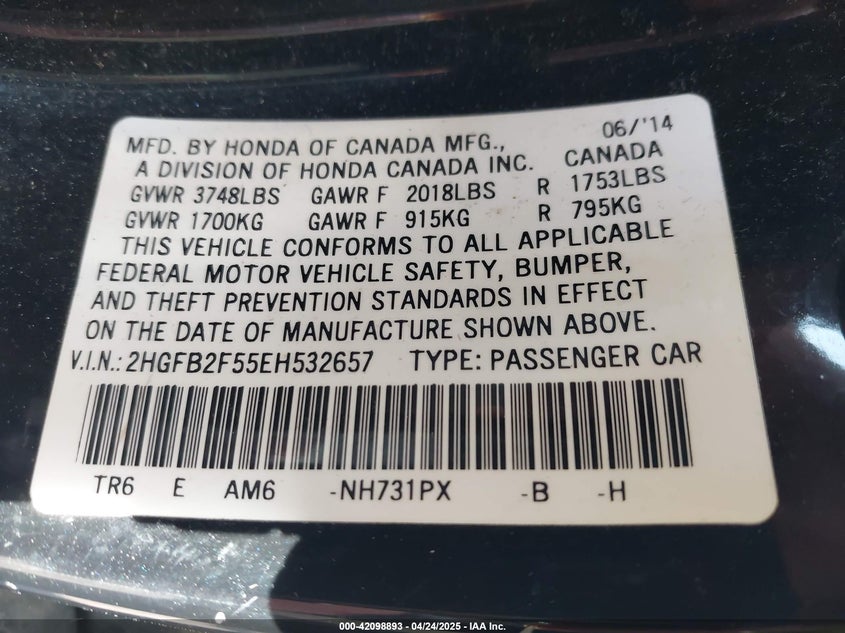 MFD. BY HONDA OF CANADA MFG., 06/'14
A DIVISION OF HONDA CANADA INC. CANADA
GVWR 3748LBS GAWR F 2018LBS R 1753LBS
GVWR 1700KG GAWR F 915KG R 795KG
THIS VEHICLE CONFORMS TO ALL APPLICABLE
FEDERAL MOTOR VEHICLE SAFETY, BUMPER,
AND THEFT PREVENTION STANDARDS IN EFFECT
ON THE DATE OF MANUFACTURE SHOWN ABOVE.
V.I.N.: 2HGFB2F55EH532657 TYPE: PASSENGER CAR
TR6 E AM6 -NH731PX -B -H
000-42098893 - 04/24/2025 - IAA Inc.